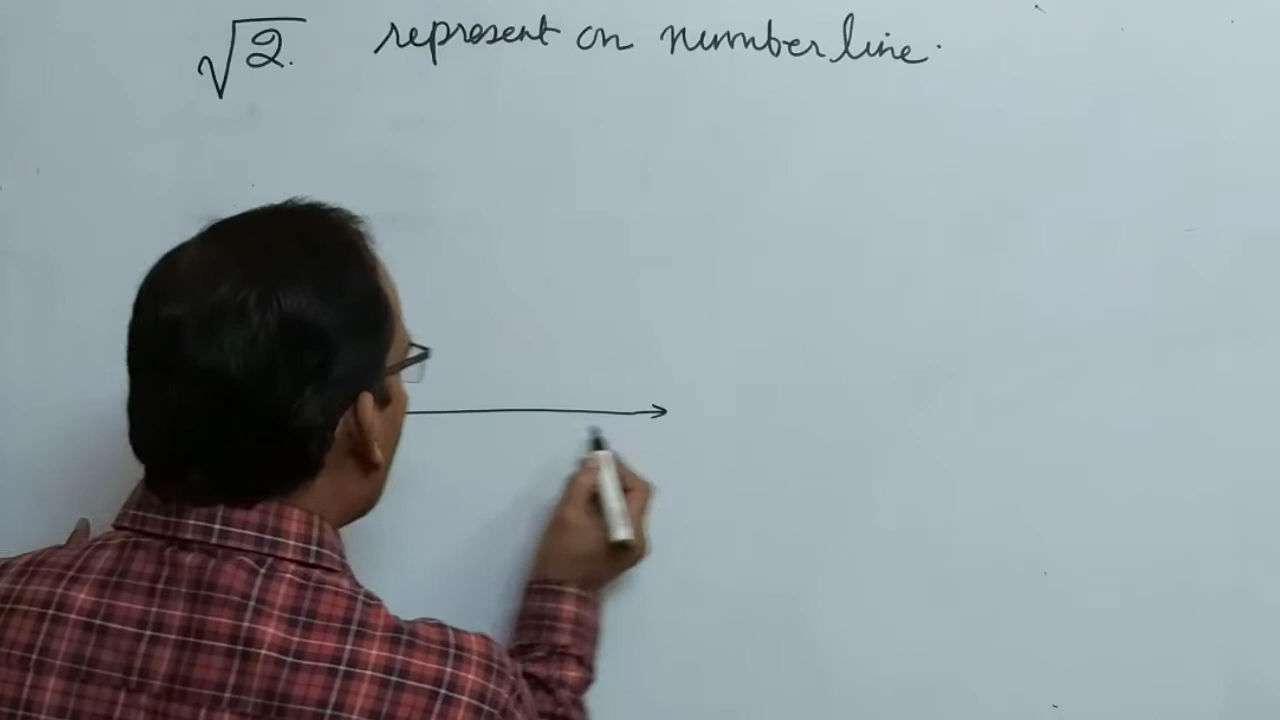 √2. represent on number line.